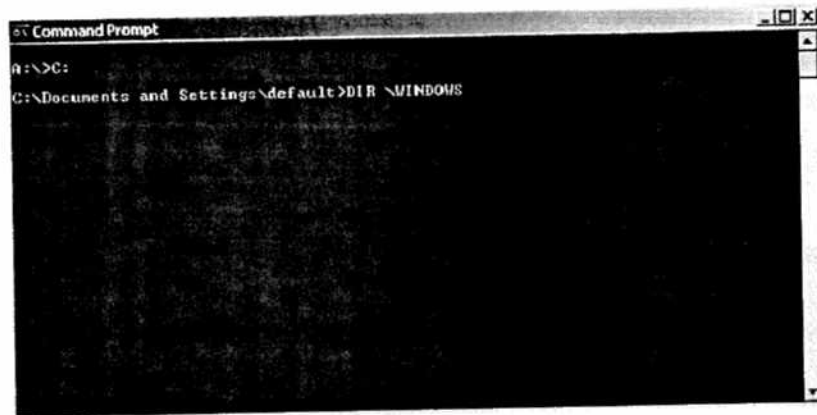 Command Prompt
A:\>C:
C:\Documents and Settings\default>DIR \WINDOWS